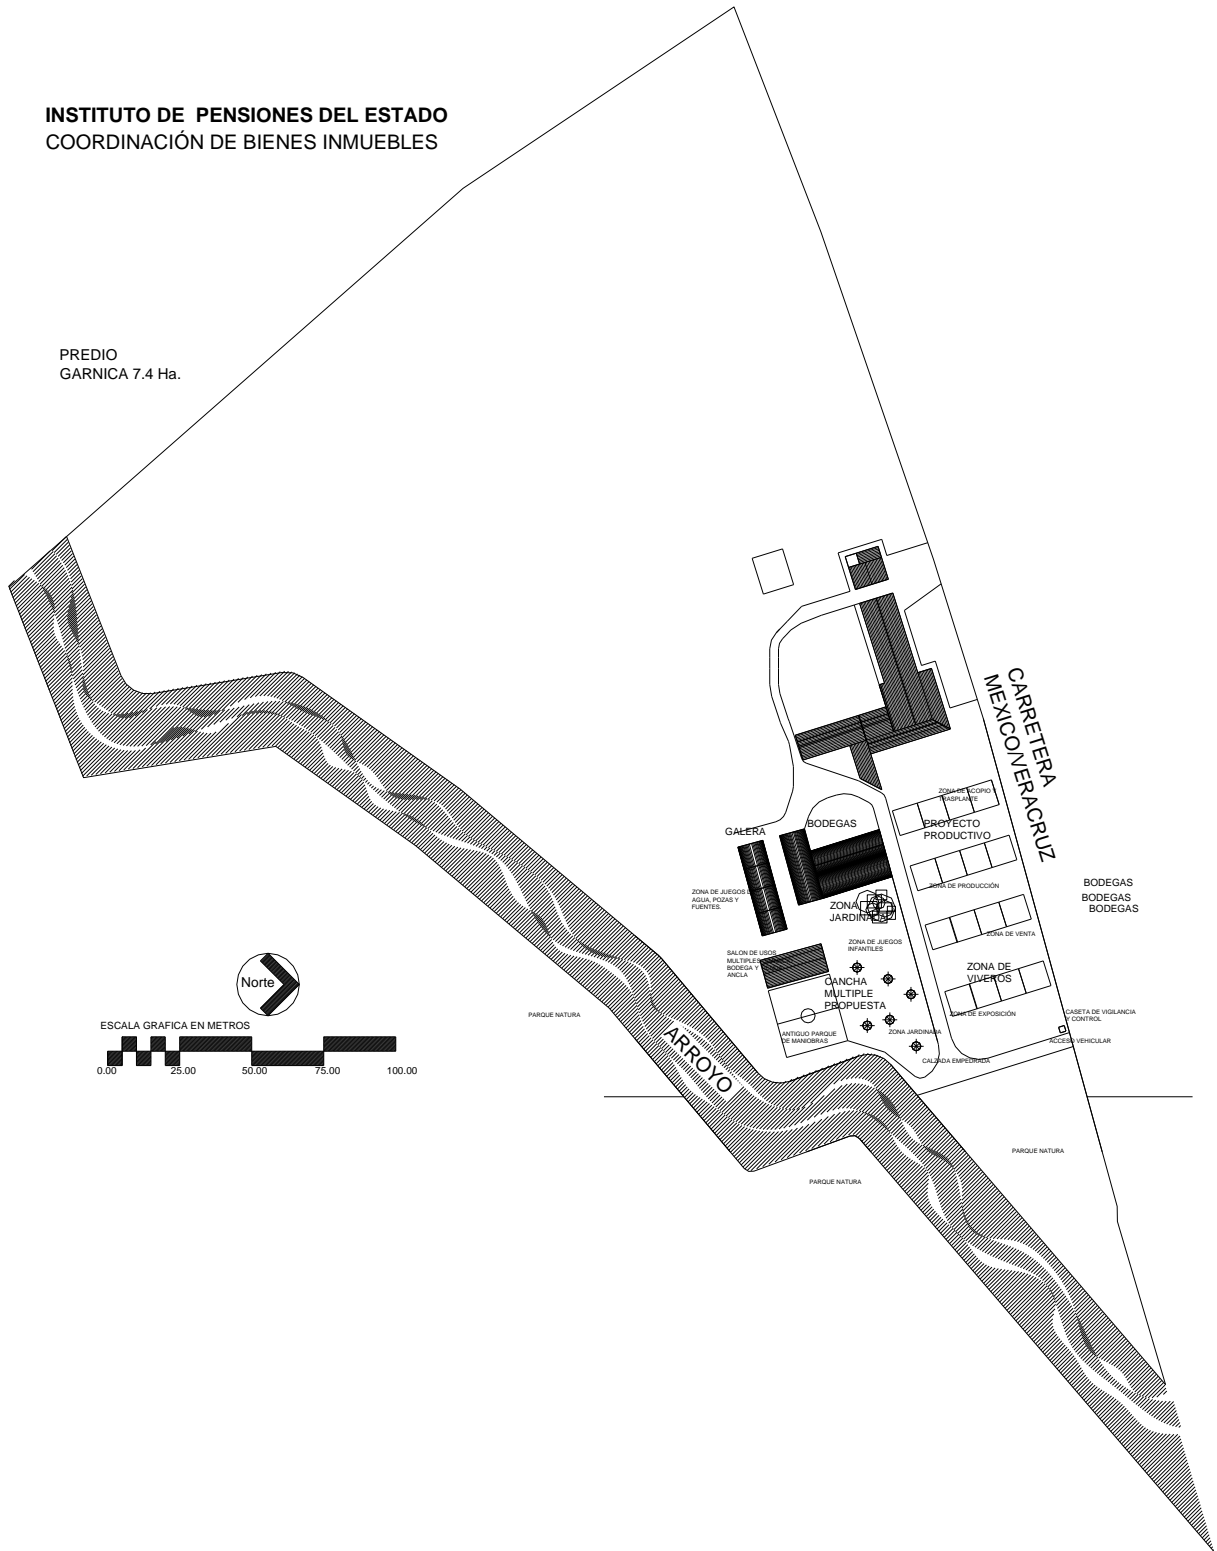 INSTITUTO DE PENSIONES DEL ESTADO
COORDINACIÓN DE BIENES INMUEBLES
PREDIO
GARNICA 7.4 Ha.
CARRETERA
MEXICO/VERACRUZ
ZONA DE ACOPIO Y
TRASPLANTE
PROYECTO
PRODUCTIVO
BODEGAS
GALERA
ZONA DE PRODUCCIÓN
BODEGAS
BODEGAS
BODEGAS
ZONA DE JUEGOS
AGUA, POZAS Y
FUENTES.
ZONA
JARDINADA
ZONA DE VENTA
ZONA DE JUEGOS
INFANTILES
SALON DE USOS
MULTIPLES
BODEGA Y
ANCLA
ZONA DE
VIVEROS
CANCHA
MULTIPLE
PROPUESTA
Norte
ZONA DE EXPOSICIÓN
CASETA DE VIGILANCIA
Y CONTROL
PARQUE NATURA
ESCALA GRAFICA EN METROS
ANTIGUO PARQUE
DE MANIOBRAS
ZONA JARDINADA
ACCESO VEHICULAR
CALZADA EMPEDRADA
0.00 25.00 50.00 75.00 100.00
ARROYO
PARQUE NATURA
PARQUE NATURA